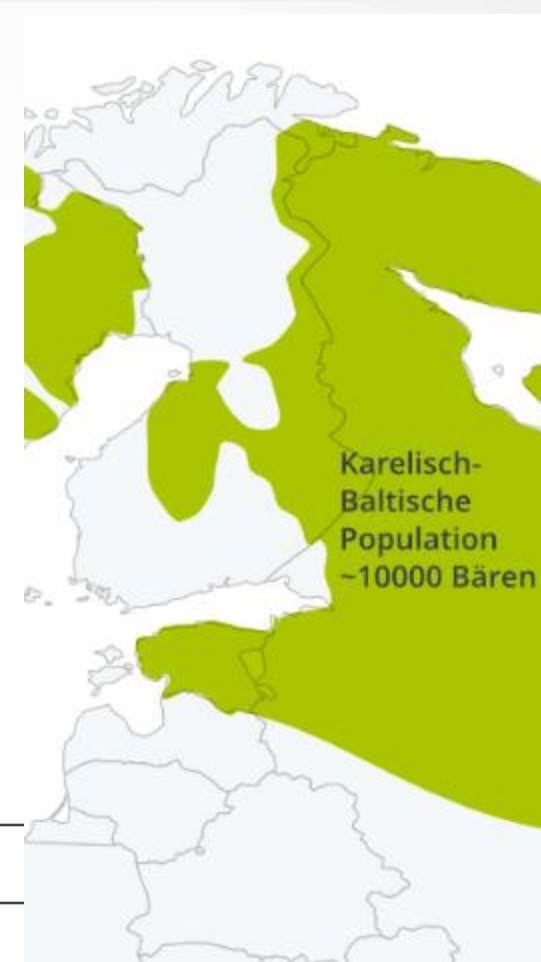 Karelisch-
Baltische
Population
~10000 Bären